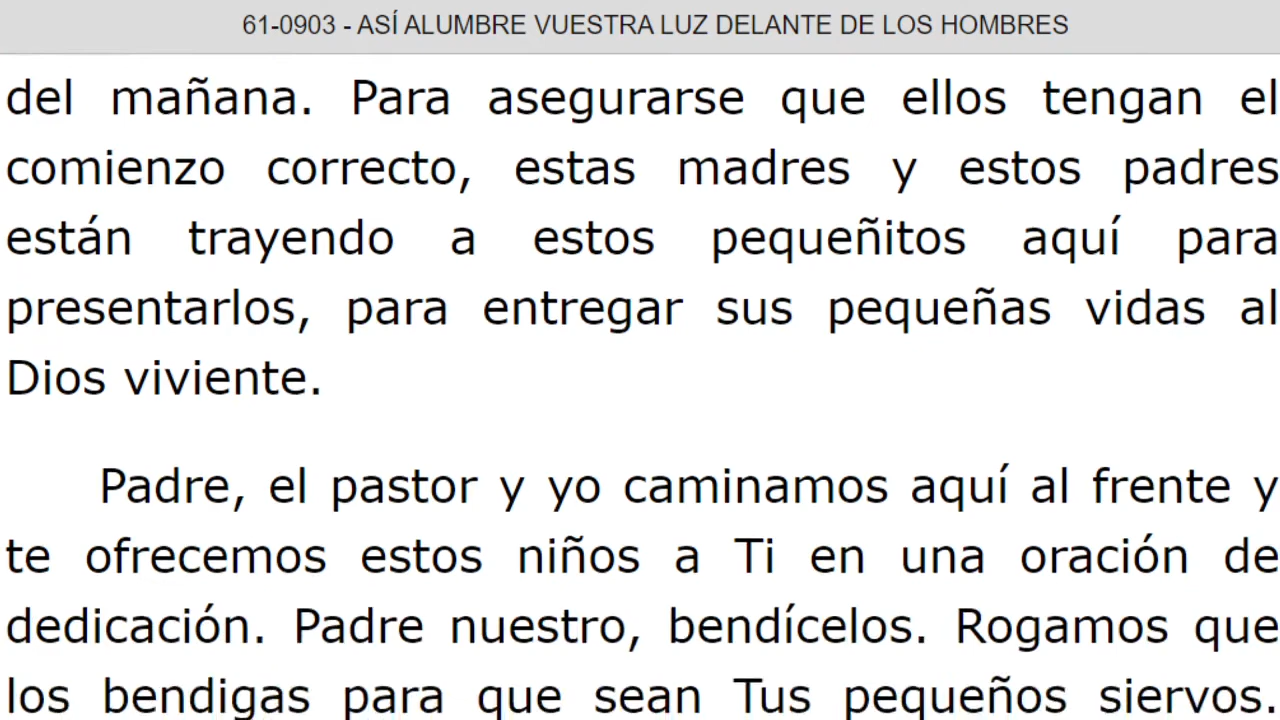 61-0903 - ASÍ ALUMBRE VUESTRA LUZ DELANTE DE LOS HOMBRES
del mañana. Para asegurarse que ellos tengan el
comienzo correcto, estas madres y estos padres
están trayendo a estos pequeñitos aquí para
presentarlos, para entregar sus pequeñas vidas al
Dios viviente.
Padre, el pastor y yo caminamos aquí al frente y
te ofrecemos estos niños a Ti en una oración de
dedicación. Padre nuestro, bendícelos. Rogamos que
los bendigas para que sean Tus pequeños siervos.